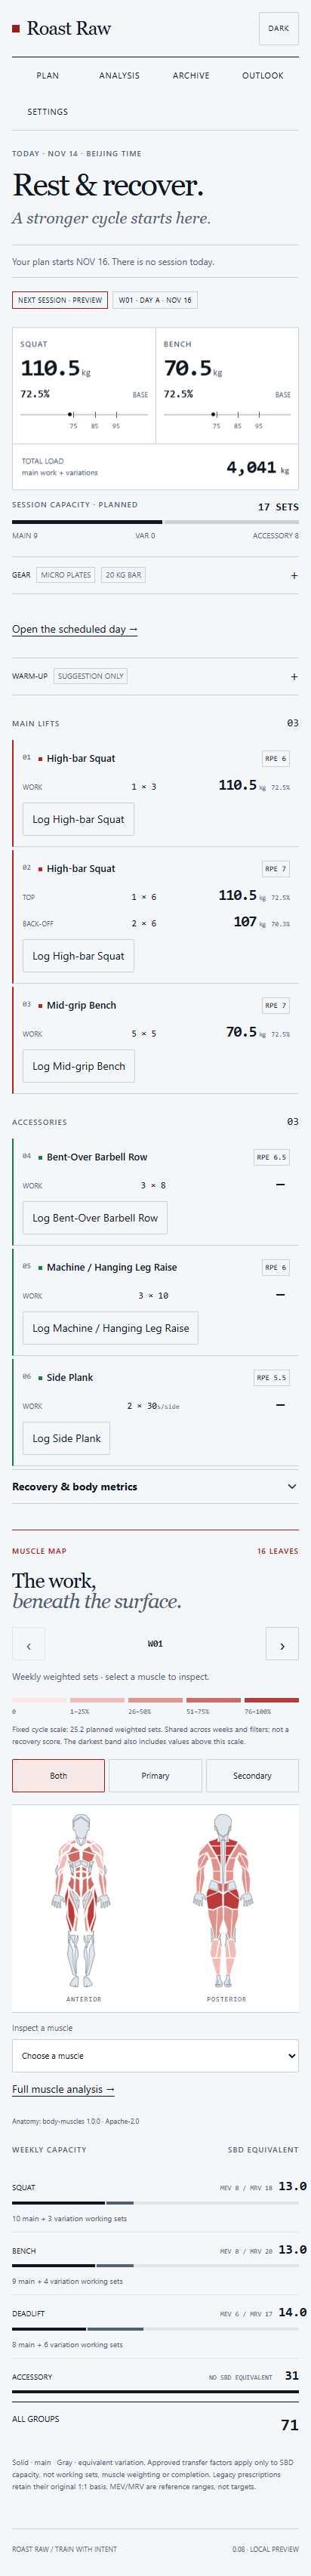 Roast Raw
DARK
PLAN ANALYSIS ARCHIVE OUTLOOK
SETTINGS
TODAY · NOV 14 · BEIJING TIME
Rest & recover.
A stronger cycle starts here.
Your plan starts NOV 16. There is no session today.
NEXT SESSION · PREVIEW W01 · DAY A · NOV 16
SQUAT BENCH
110.5 kg 70.5 kg
72.5% BASE 72.5% BASE
75 85 95 75 85 95
TOTAL LOAD
main work + variations
4,041 kg
SESSION CAPACITY · PLANNED 17 SETS
MAIN 9 VAR 0 ACCESSORY 8
GEAR MICRO PLATES 20 KG BAR +
Open the scheduled day →
WARM-UP SUGGESTION ONLY +
MAIN LIFTS 03
01 High-bar Squat RPE 6
WORK 1 × 3 110.5 kg 72.5%
Log High-bar Squat
02 High-bar Squat RPE 7
TOP 1 × 6 110.5 kg 72.5%
BACK-OFF 2 × 6 107 kg 70.3%
Log High-bar Squat
03 Mid-grip Bench RPE 7
WORK 5 × 5 70.5 kg 72.5%
Log Mid-grip Bench
ACCESSORIES 03
04 Bent-Over Barbell Row RPE 6.5
WORK 3 × 8 —
Log Bent-Over Barbell Row
05 Machine / Hanging Leg Raise RPE 6
WORK 3 × 10 —
Log Machine / Hanging Leg Raise
06 Side Plank RPE 5.5
WORK 2 × 30s/side —
Log Side Plank
Recovery & body metrics
MUSCLE MAP 16 LEAVES
The work,
beneath the surface.
‹ W01 ›
Weekly weighted sets · select a muscle to inspect.
0 1–25% 26–50% 51–75% 76–100%
Fixed cycle scale: 25.2 planned weighted sets. Shared across weeks and filters; not a
recovery score. The darkest band also includes values above this scale.
Both Primary Secondary
ANTERIOR POSTERIOR
Inspect a muscle
Choose a muscle
Full muscle analysis →
Anatomy: body-muscles 1.0.0 · Apache-2.0
WEEKLY CAPACITY SBD EQUIVALENT
SQUAT MEV 8 / MRV 18 13.0
10 main + 3 variation working sets
BENCH MEV 8 / MRV 20 13.0
9 main + 4 variation working sets
DEADLIFT MEV 6 / MRV 17 14.0
8 main + 6 variation working sets
ACCESSORY NO SBD EQUIVALENT 31
ALL GROUPS 71
Solid · main Gray · equivalent variation. Approved transfer factors apply only to SBD
capacity, not working sets, muscle weighting or completion. Legacy prescriptions
retain their original 1:1 basis. MEV/MRV are reference ranges, not targets.
ROAST RAW / TRAIN WITH INTENT 0.08 · LOCAL PREVIEW